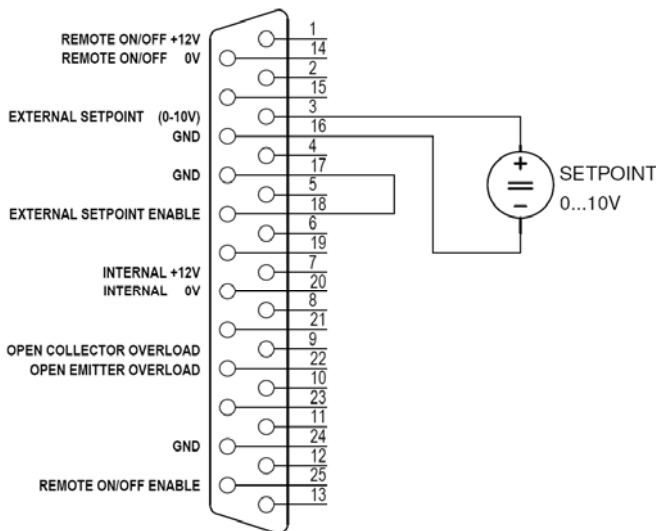 1
REMOTE ON/OFF +12V
14
REMOTE ON/OFF 0V
2
15
3
EXTERNAL SETPOINT (0-10V)
16
GND
4
17
GND
5
18
EXTERNAL SETPOINT ENABLE
6
19
7
INTERNAL +12V
20
INTERNAL 0V
8
21
9
OPEN COLLECTOR OVERLOAD
22
OPEN EMITTER OVERLOAD
10
23
11
24
GND
12
25
REMOTE ON/OFF ENABLE
13
+
SETPOINT
0...10V